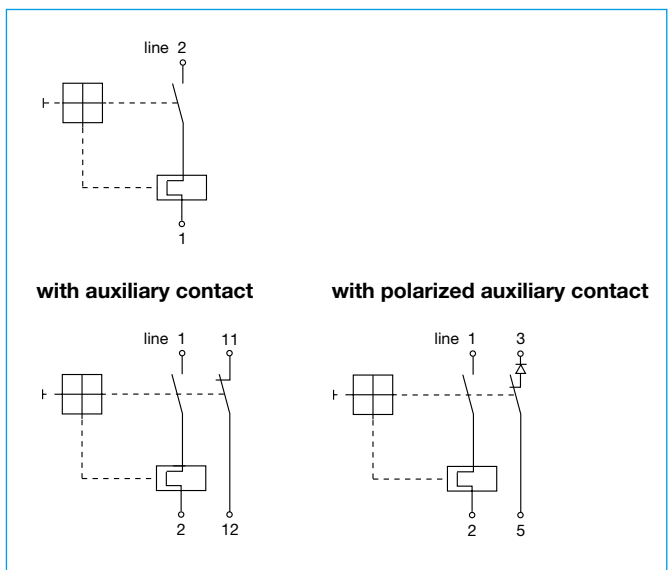 line 2
1
with auxiliary contact
with polarized auxiliary contact
line 1 11
line 1 3
2 12
2 5